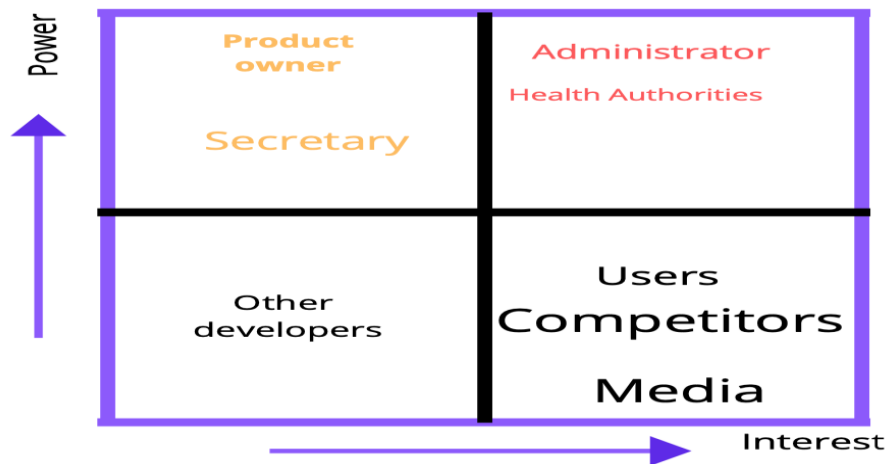 Power
Product
owner
Secretary
Administrator
Health Authorities
Other
developers
Users
Competitors
Media
Interest